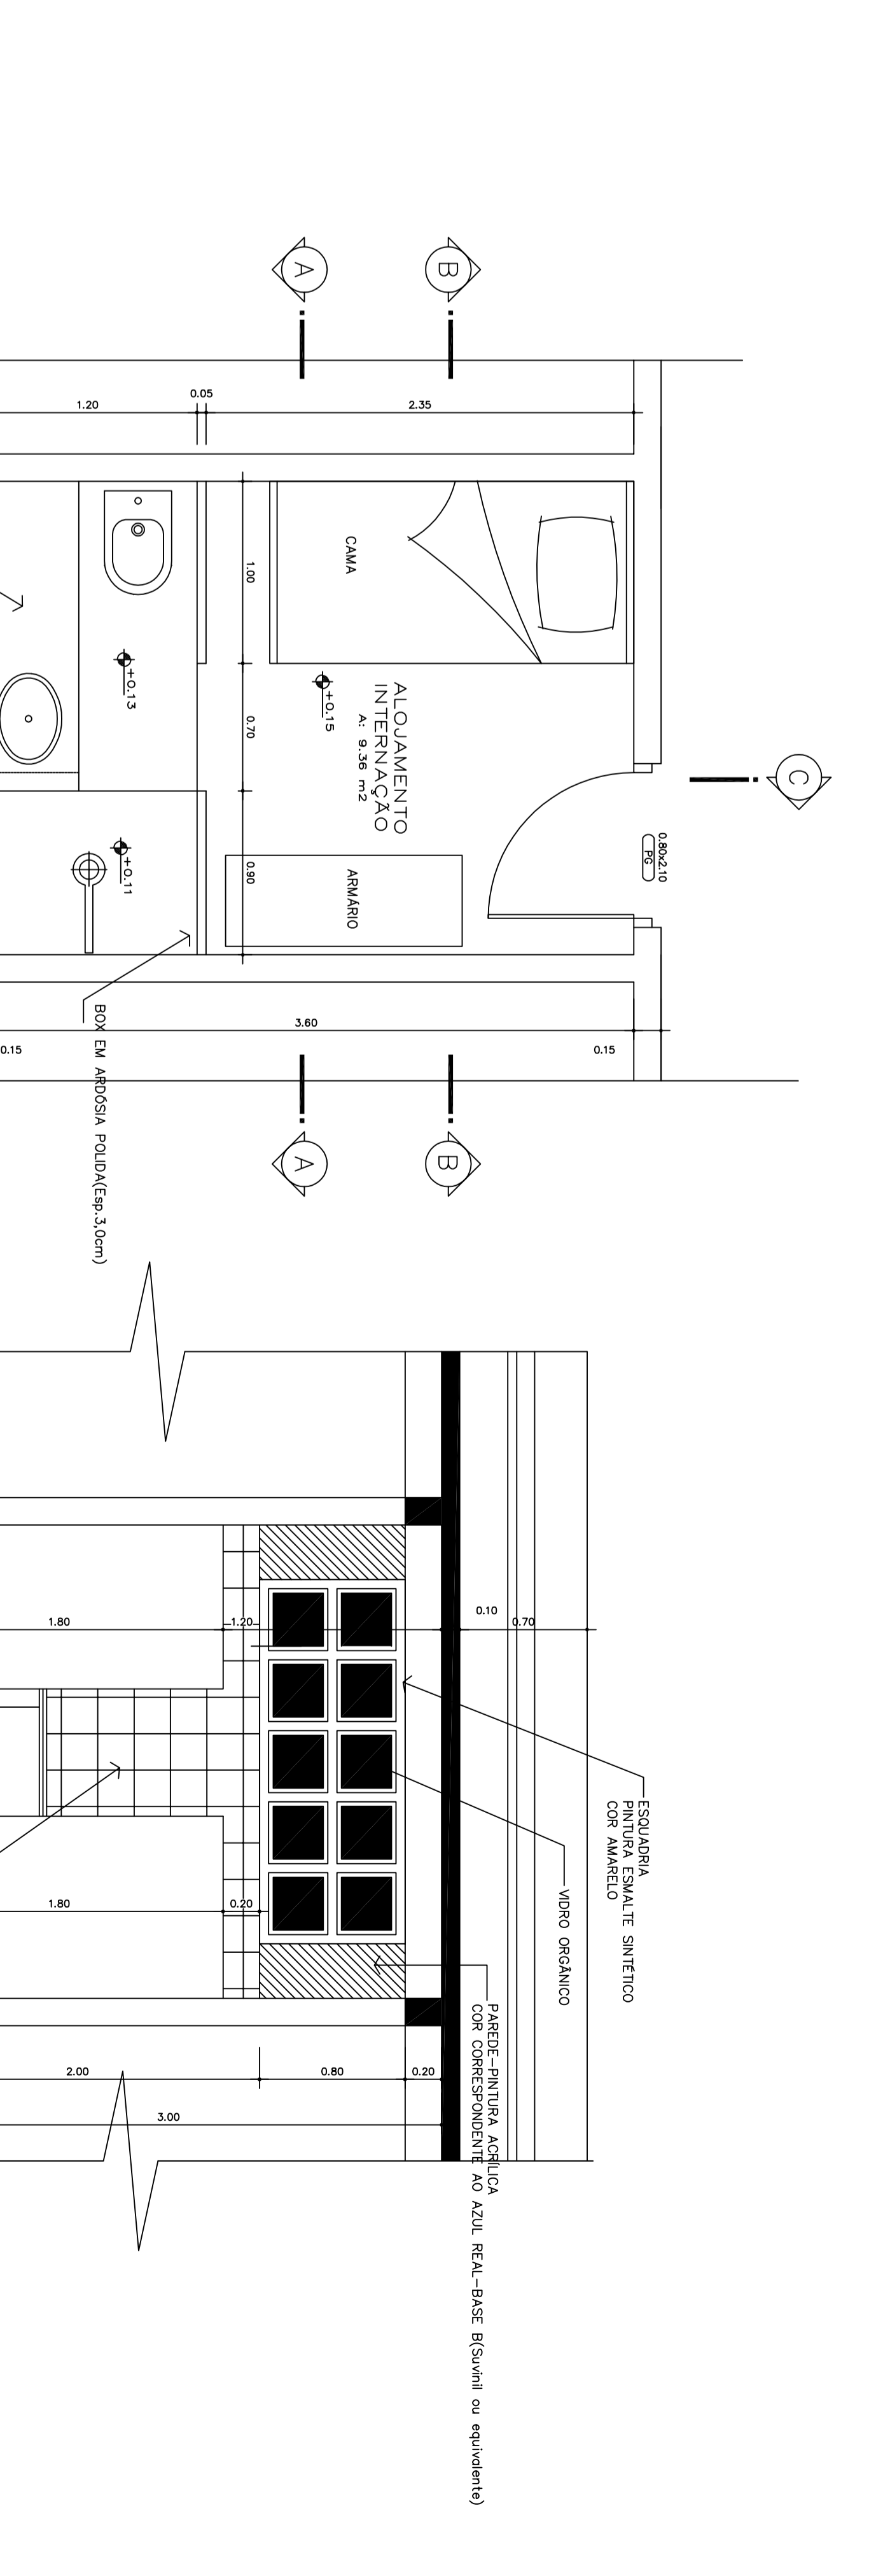 A
B
0.05
1.20
2.35
CAMA
1.00
+0.13
+0.15
ALOJAMENTO
INTERNAÇÃO
A: 9.36 m2
0.70
C
0.80x2.10
PG
+0.11
0.90
ARMÁRIO
3.60
0.15
0.15
BOX EM ARDÓSIA POLIDA(Esp.3,0cm)
A
B
1.80
1.20
0.10
0.70
ESQUADRIA
PINTURA ESMALTE SINTÉTICO
COR AMARELO
VIDRO ORGÂNICO
1.80
0.20
PAREDE-PINTURA ACRÍLICA
COR CORRESPONDENTE AO AZUL REAL-BASE B(Suvinil ou equivalente)
2.00
0.80
0.20
3.00